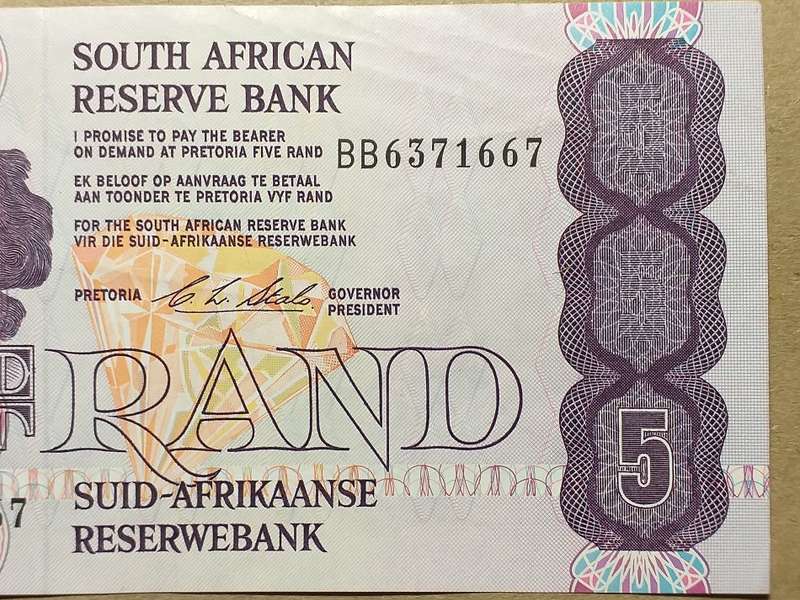 SOUTH AFRICAN
RESERVE BANK
I PROMISE TO PAY THE BEARER
ON DEMAND AT PRETORIA FIVE RAND
BB6371667
EK BELOOF OP AANVRAAG TE BETAAL
AAN TOONDER TE PRETORIA VYF RAND
FOR THE SOUTH AFRICAN RESERVE BANK
VIR DIE SUID-AFRIKAANSE RESERWEBANK
PRETORIA
GOVERNOR
PRESIDENT
RAND
5
SUID-AFRIKAANSE
RESERWEBANK